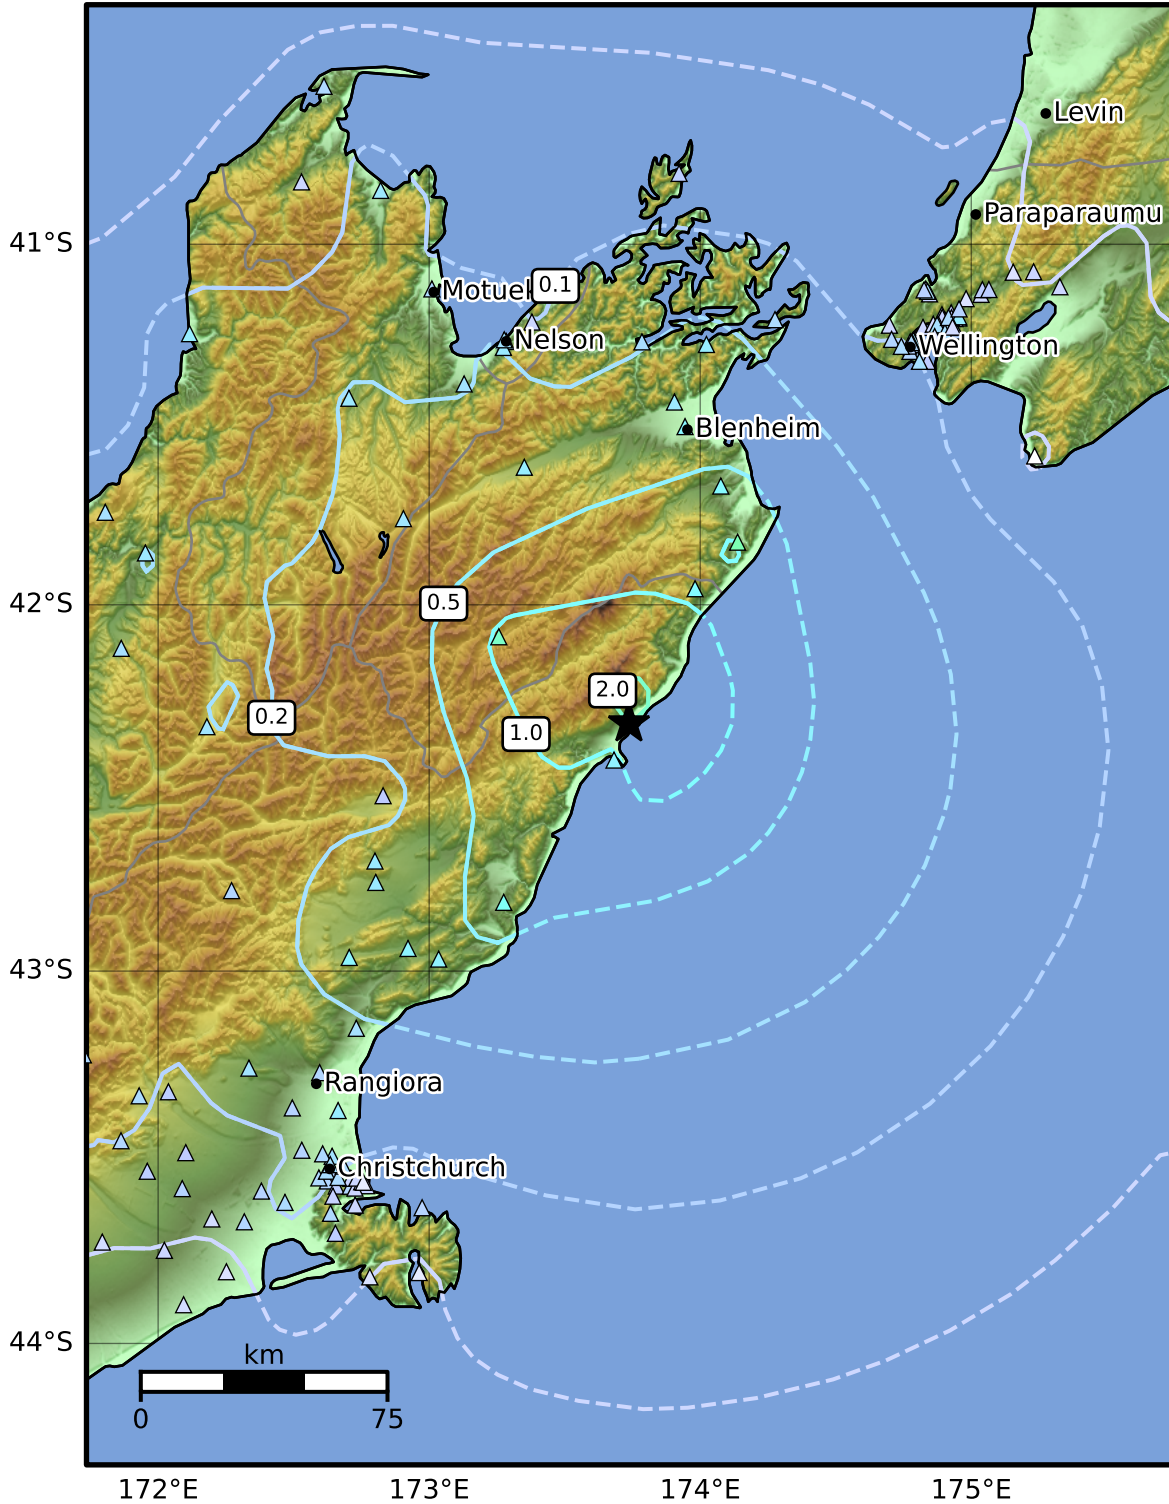 Levin
Paraparaumu
41°S
Motuek
0.1
Nelson
Wellington
Blenheim
42°S
0.5
2.0
0.2
1.0
43°S
Rangiora
Christchurch
44°S
km
0 75
172°E 173°E 174°E 175°E